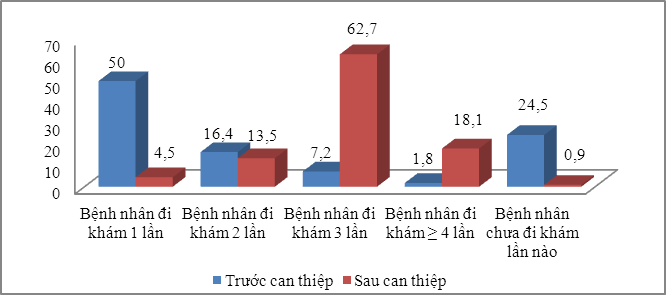 70
60
50
40
30
20
10
0
50
4,5
16,4
13,5
7,2
62,7
1,8
18,1
24,5
0,9
Bệnh nhân đi
khám 1 lần
Bệnh nhân đi
khám 2 lần
Bệnh nhân đi
khám 3 lần
Bệnh nhân đi
khám ≥ 4 lần
Bệnh nhân
chưa đi khám
lần nào
Trước can thiệp
Sau can thiệp